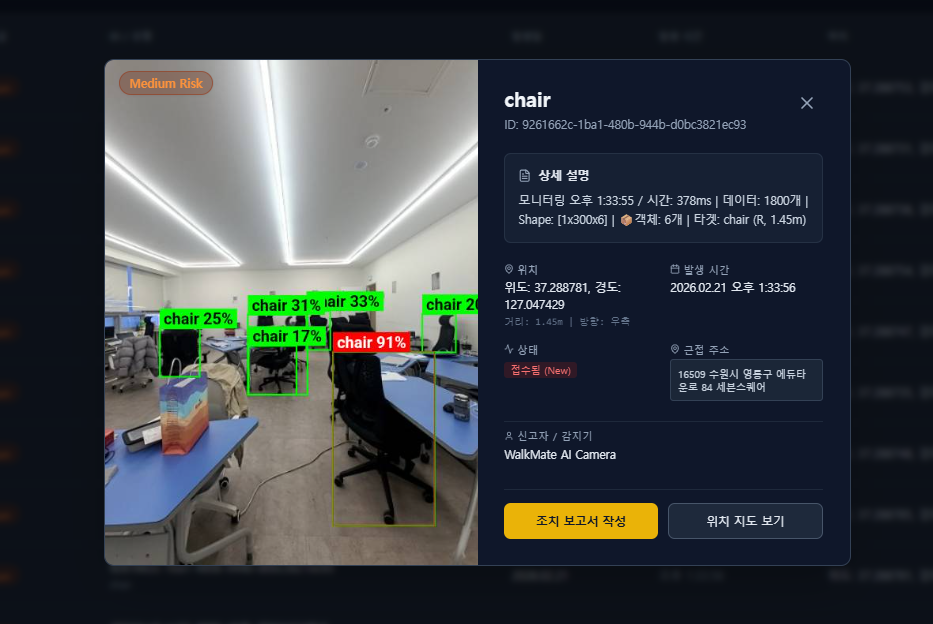 Medium Risk
chair 25%
chair 31%
air 33%
chair 17%
chair 91%
chair 20
chair
ID: 9261662c-1ba1-480b-944b-d0bc3821ec93
상세 설명
모니터링 오후 1:33:55 / 시간: 378ms | 데이터: 1800개 |
Shape: [1x300x6] | 📦객체: 6개 | 타겟: chair (R, 1.45m)
위치
위도: 37.288781, 경도:
127.047429
거리: 1.45m | 방향: 우측
발생 시간
2026.02.21 오후 1:33:56
상태
접수됨 (New)
근접 주소
16509 수원시 영통구 에듀타
운로 84 세븐스퀘어
신고자 / 감지기
WalkMate AI Camera
조치 보고서 작성
위치 지도 보기